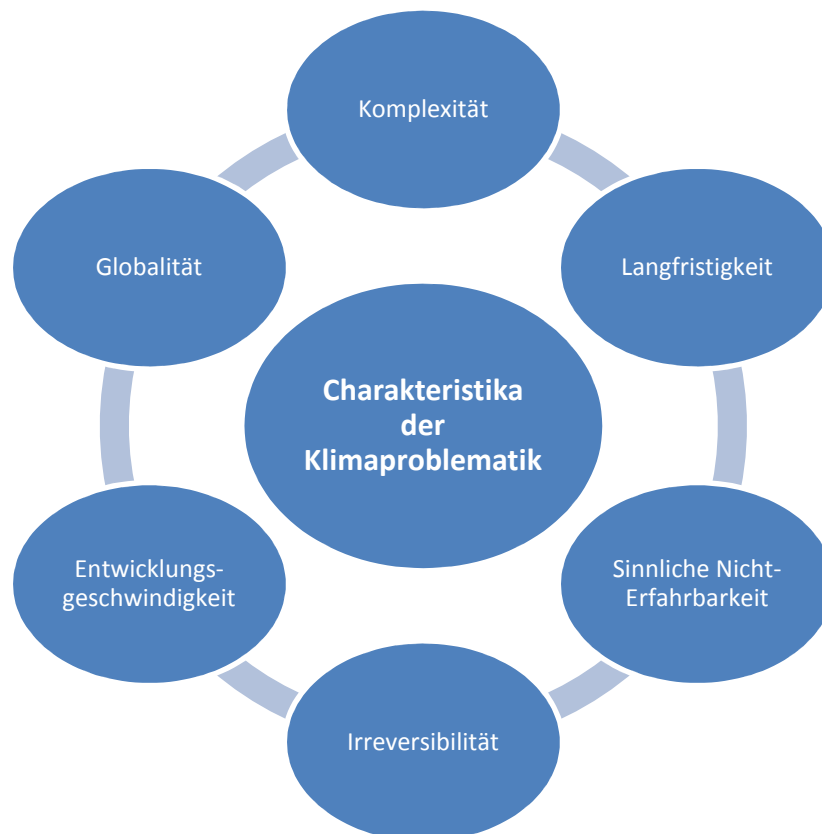 Komplexität
Globalität
Langfristigkeit
Charakteristika
der
Klimaproblematik
Entwicklungs-
geschwindigkeit
Sinnliche Nicht-
Erfahrbarkeit
Irreversibilität